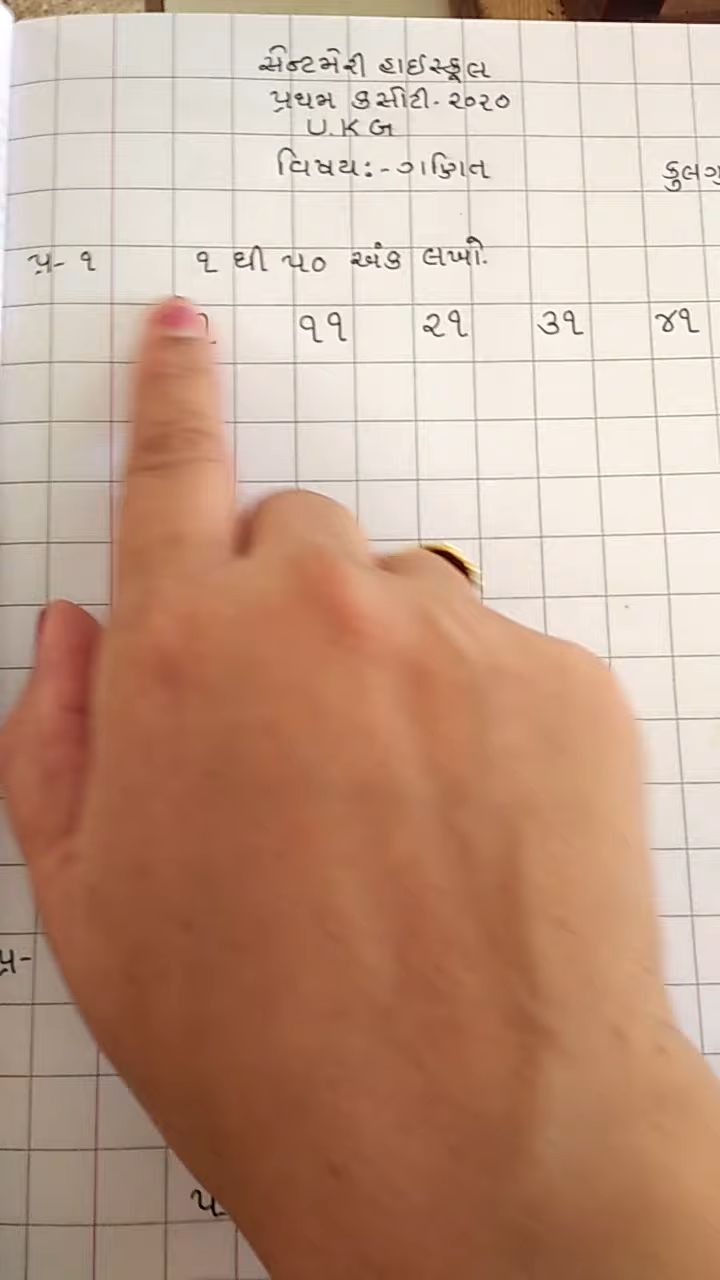 સેન્ટમેરી હાઈસ્કૂલ
પ્રથમ કસોટી-૨૦૨૦
U.K.G
વિષય:-ગણિત
પ્ર-૧ ૧ થી ૫૦ અંક લખો.
૧૧ ૨૧ ૩૧ ૪૧
પ્ર-